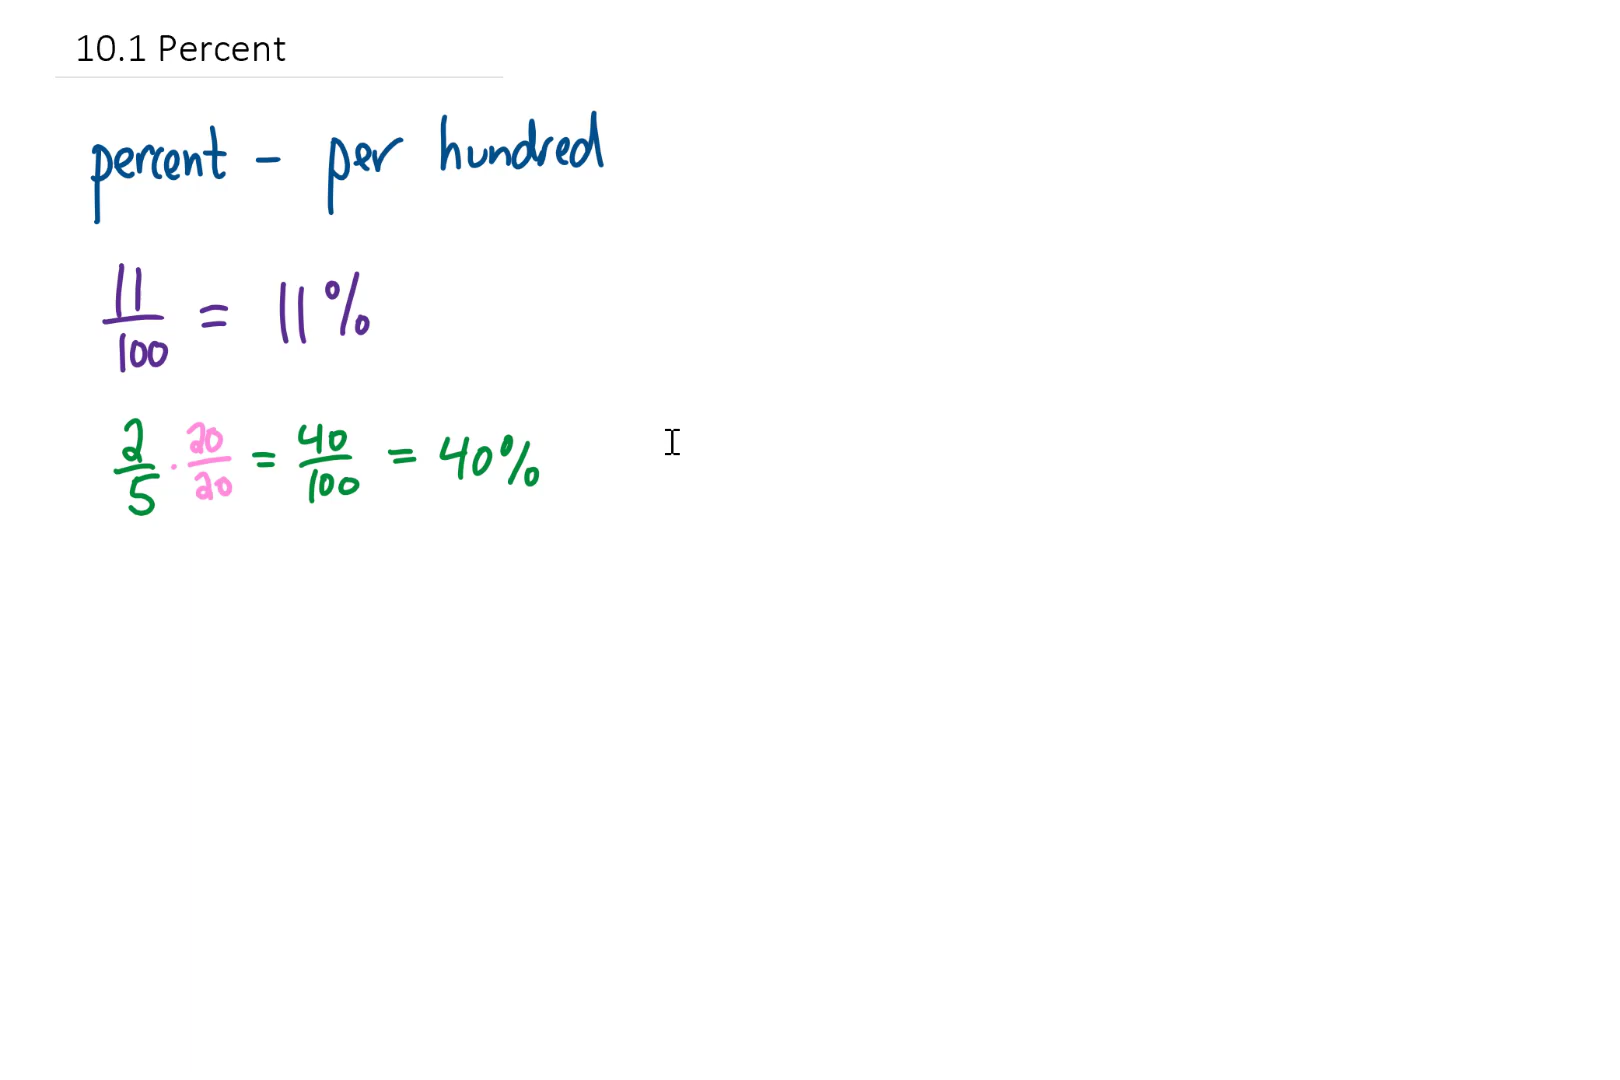 10.1 Percent
percent - per hundred
11/100 = 11%
2/5 · 20/20 = 40/100 = 40%